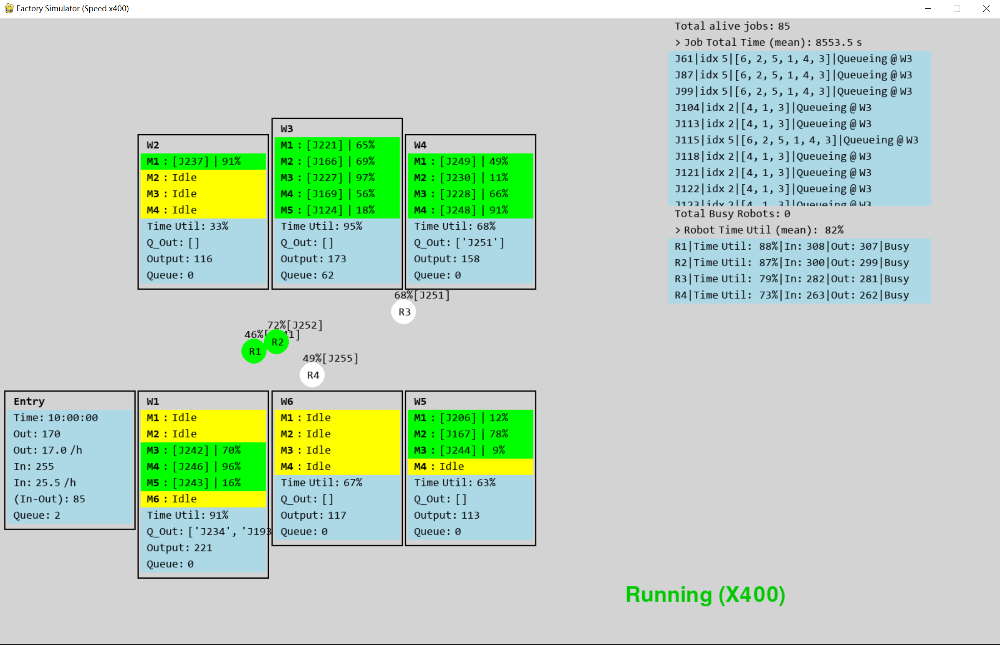 Factory Simulator (Speed x400)
Total alive jobs: 85
> Job Total Time (mean): 8553.5 s
J61|idx 5|[6, 2, 5, 1, 4, 3]|Queueing @ W3
J87|idx 5|[6, 2, 5, 1, 4, 3]|Queueing @ W3
J99|idx 5|[6, 2, 5, 1, 4, 3]|Queueing @ W3
J104|idx 2|[4, 1, 3]|Queueing @ W3
J113|idx 2|[4, 1, 3]|Queueing @ W3
J115|idx 5|[6, 2, 5, 1, 4, 3]|Queueing @ W3
J118|idx 2|[4, 1, 3]|Queueing @ W3
J121|idx 2|[4, 1, 3]|Queueing @ W3
J122|idx 2|[4, 1, 3]|Queueing @ W3
J123|idx 2|[4, 1, 3]|Queueing @ W3
Total Busy Robots: 0
> Robot Time Util (mean): 82%
R1|Time Util: 88%|In: 308|Out: 307|Busy
R2|Time Util: 87%|In: 300|Out: 299|Busy
R3|Time Util: 79%|In: 282|Out: 281|Busy
R4|Time Util: 73%|In: 263|Out: 262|Busy
W2
M1 : [J237] | 91%
M2 : Idle
M3 : Idle
M4 : Idle
Time Util: 33%
Q_Out: []
Output: 116
Queue: 0
W3
M1 : [J221] | 65%
M2 : [J166] | 69%
M3 : [J227] | 97%
M4 : [J169] | 56%
M5 : [J124] | 18%
Time Util: 95%
Q_Out: []
Output: 173
Queue: 62
W4
M1 : [J249] | 49%
M2 : [J230] | 11%
M3 : [J228] | 66%
M4 : [J248] | 91%
Time Util: 68%
Q_Out: ['J251']
Output: 158
Queue: 0
68%[J251]
R3
72%[J252]
R2
46%
R1
49%[J255]
R4
Entry
Time: 10:00:00
Out: 170
Out: 17.0 /h
In: 255
In: 25.5 /h
(In-Out): 85
Queue: 2
W1
M1 : Idle
M2 : Idle
M3 : [J242] | 70%
M4 : [J246] | 96%
M5 : [J243] | 16%
M6 : Idle
Time Util: 91%
Q_Out: ['J234', 'J193
Output: 221
Queue: 0
W6
M1 : Idle
M2 : Idle
M3 : Idle
M4 : Idle
Time Util: 67%
Q_Out: []
Output: 117
Queue: 0
W5
M1 : [J206] | 12%
M2 : [J167] | 78%
M3 : [J244] | 9%
M4 : Idle
Time Util: 63%
Q_Out: []
Output: 113
Queue: 0
Running (X400)